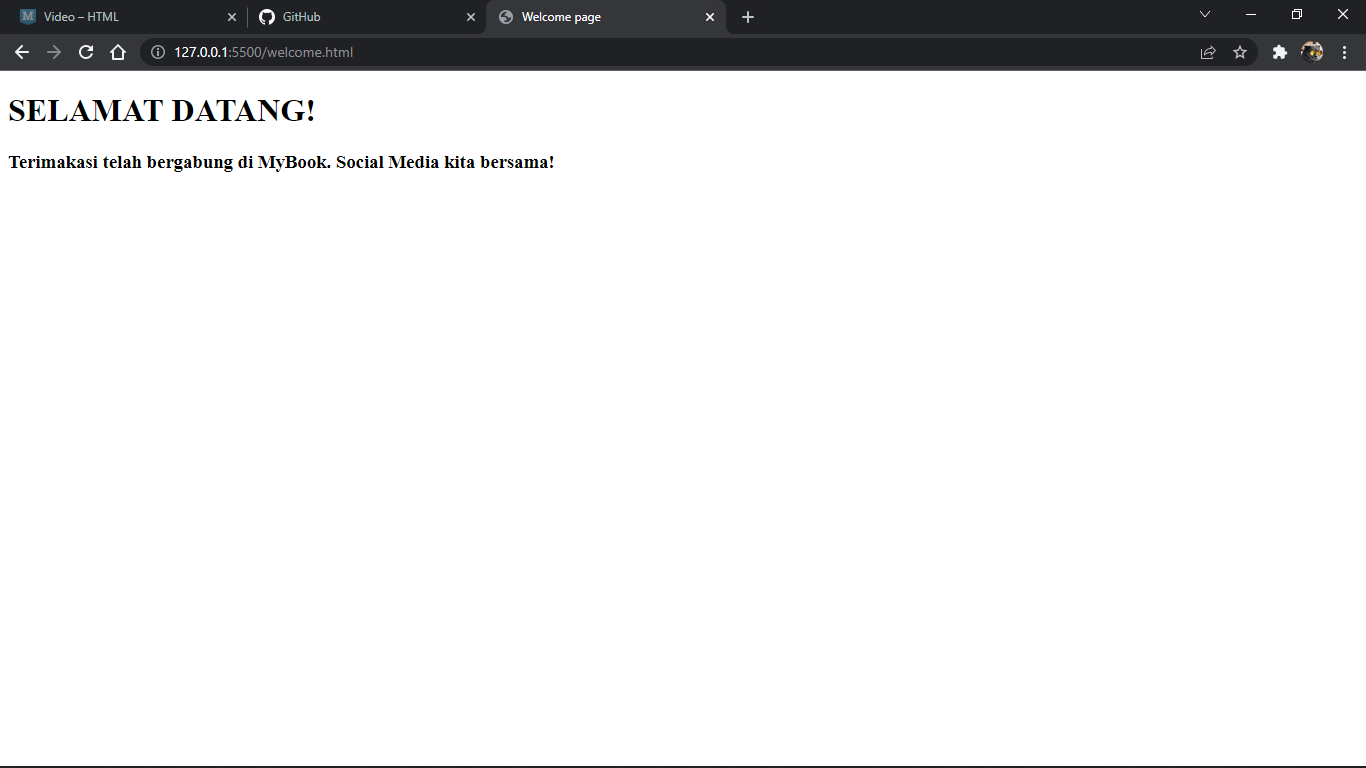 Video – HTML
GitHub
Welcome page
127.0.0.1:5500/welcome.html
SELAMAT DATANG!
Terimakasi telah bergabung di MyBook. Social Media kita bersama!